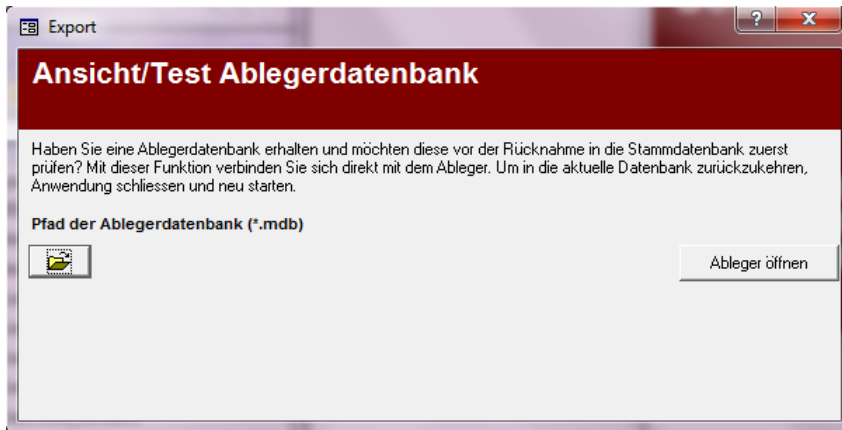 Export
Ansicht/Test Ablegerdatenbank
Haben Sie eine Ablegerdatenbank erhalten und möchten diese vor der Rücknahme in die Stammdatenbank zuerst
prüfen? Mit dieser Funktion verbinden Sie sich direkt mit dem Ableger. Um in die aktuelle Datenbank zurückzukehren,
Anwendung schliessen und neu starten.
Pfad der Ablegerdatenbank (*.mdb)
Ableger öffnen